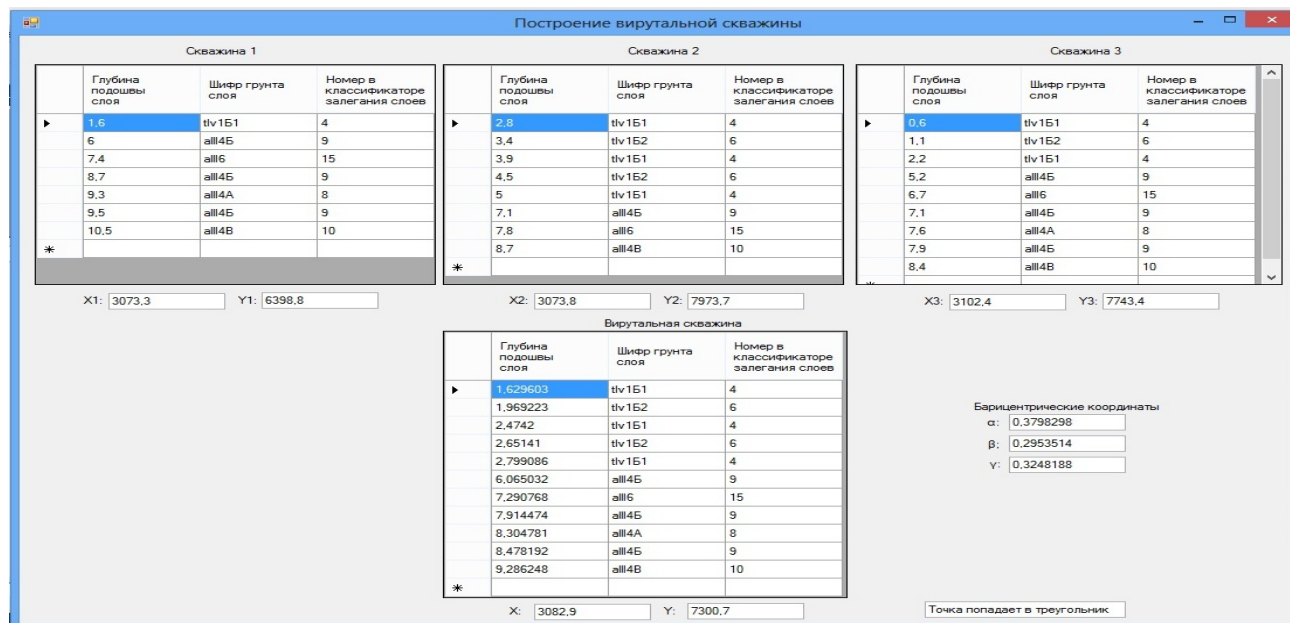 Построение вирутальной скважины
Скважина 1
Глубина подошвы слоя	Шифр грунта слоя	Номер в классификаторе залегания слоев
1,6	tIv1Б1	4
6	aIII4Б	9
7,4	aIII6	15
8,7	aIII4Б	9
9,3	aIII4А	8
9,5	aIII4Б	9
10,5	aIII4В	10
X1: 3073,3 Y1: 6398,8
Скважина 2
Глубина подошвы слоя	Шифр грунта слоя	Номер в классификаторе залегания слоев
2,8	tIv1Б1	4
3,4	tIv1Б2	6
3,9	tIv1Б1	4
4,5	tIv1Б2	6
5	tIv1Б1	4
7,1	aIII4Б	9
7,8	aIII6	15
8,7	aIII4В	10
X2: 3073,8 Y2: 7973,7
Скважина 3
Глубина подошвы слоя	Шифр грунта слоя	Номер в классификаторе залегания слоев
0,6	tIv1Б1	4
1,1	tIv1Б2	6
2,2	tIv1Б1	4
5,2	aIII4Б	9
6,7	aIII6	15
7,1	aIII4Б	9
7,6	aIII4А	8
7,9	aIII4Б	9
8,4	aIII4В	10
X3: 3102,4 Y3: 7743,4
Вирутальная скважина
Глубина подошвы слоя	Шифр грунта слоя	Номер в классификаторе залегания слоев
1,629603	tIv1Б1	4
1,969223	tIv1Б2	6
2,4742	tIv1Б1	4
2,65141	tIv1Б2	6
2,799086	tIv1Б1	4
6,065032	aIII4Б	9
7,290768	aIII6	15
7,914474	aIII4Б	9
8,304781	aIII4А	8
8,478192	aIII4Б	9
9,286248	aIII4В	10
X: 3082,9 Y: 7300,7
Барицентрические координаты
α: 0,3798298
β: 0,2953514
γ: 0,3248188
Точка попадает в треугольник